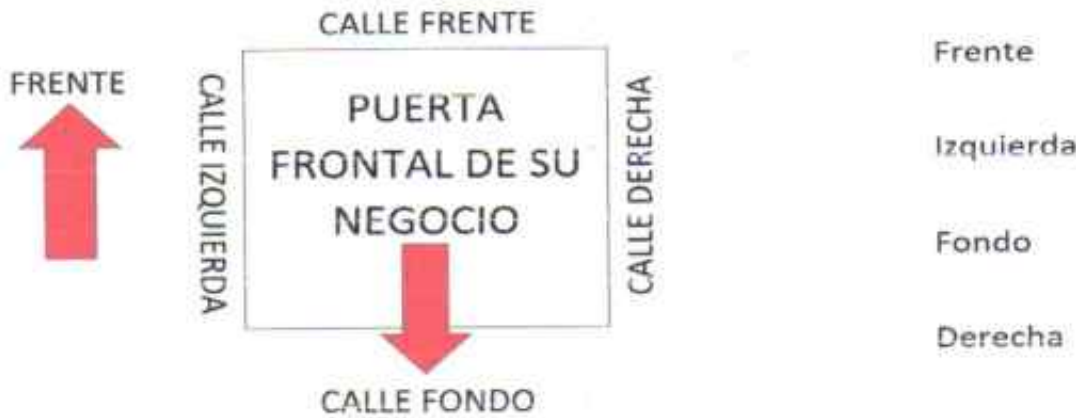 CALLE FRENTE
FRENTE
CALLE IZQUIERDA
PUERTA
FRONTAL DE SU
NEGOCIO
CALLE DERECHA
CALLE FONDO
Frente
Izquierda
Fondo
Derecha